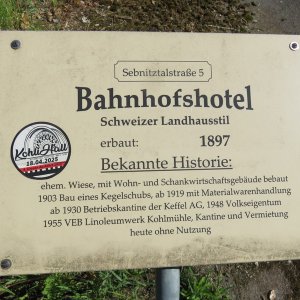 Sebnitztalstraße 5
Bahnhofshotel
Schweizer Landhausstil
erbaut: 1897
Bekannte Historie:
ehem. Wiese, mit Wohn- und Schankwirtschaftsgebäude bebaut
1903 Bau eines Kegelschubs, ab 1919 mit Materialwarenhandlung
ab 1930 Betriebskantine der Keffel AG, 1948 Volkseigentum
1955 VEB Linoleumwerk Kohlmühle, Kantine und Vermietung
heute ohne Nutzung
Kohli Hall
18.04.2025